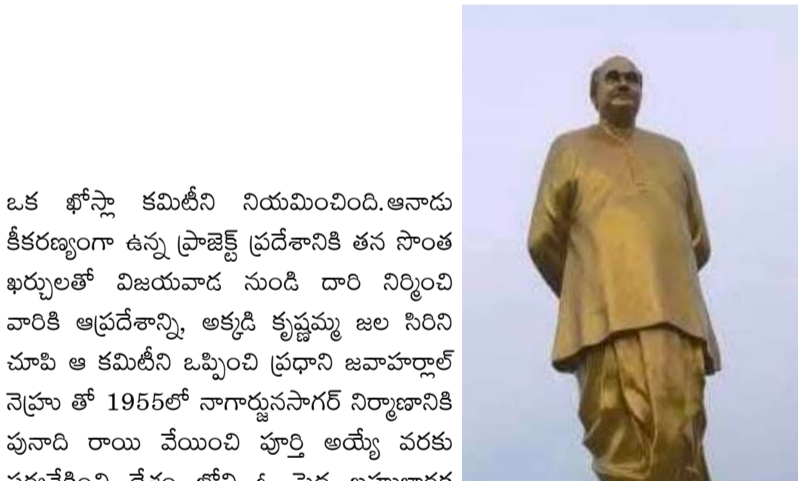 ఒక ఖోస్లా కమిటీని నియమించింది.ఆనాడు
కీకరణ్యంగా ఉన్న ప్రాజెక్ట్ ప్రదేశానికి తన సొంత
ఖర్చులతో విజయవాడ నుండి దారి నిర్మించి
వారికి ఆప్రదేశాన్ని, అక్కడి కృష్ణమ్మ జల సిరిని
చూపి ఆ కమిటీని ఒప్పించి ప్రధాని జవాహర్లాల్
నెహ్రు తో 1955లో నాగార్జునసాగర్ నిర్మాణానికి
పునాది రాయి వేయించి పూర్తి అయ్యే వరకు